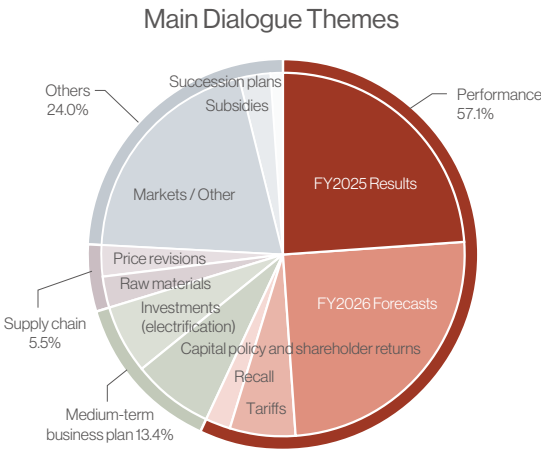 Main Dialogue Themes
Succession plans
Others
24.0%
Subsidies
Performance
57.1%
FY2025 Results
Markets / Other
Price revisions
Raw materials
Investments
(electrification)
FY2026 Forecasts
Supply chain
5.5%
Capital policy and shareholder returns
Recall
Tariffs
Medium-term
business plan 13.4%